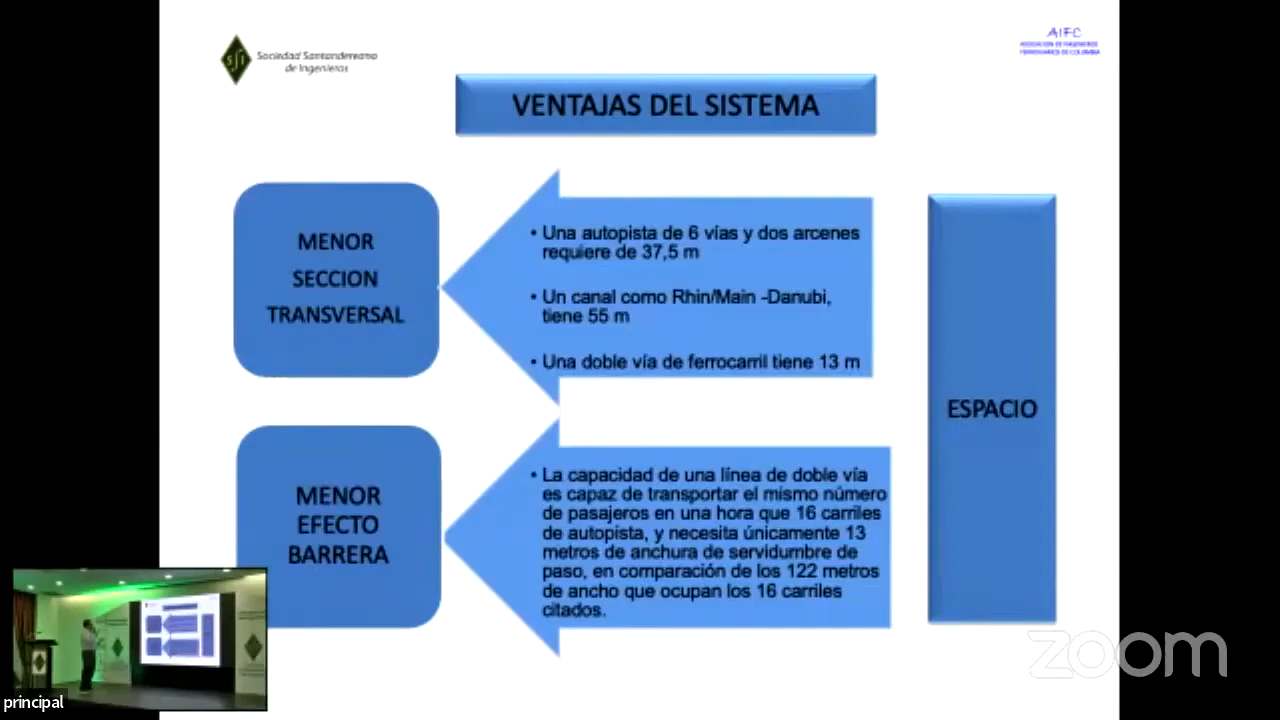 SSI
Sociedad Santandereana
de Ingenieros
AIFC
ASOCIACIÓN DE INGENIEROS
FERROVIARIOS DE COLOMBIA
VENTAJAS DEL SISTEMA
MENOR
SECCION
TRANSVERSAL
• Una autopista de 6 vías y dos arcenes
requiere de 37,5 m
• Un canal como Rhin/Main -Danubi,
tiene 55 m
• Una doble vía de ferrocarril tiene 13 m
ESPACIO
MENOR
EFECTO
BARRERA
• La capacidad de una línea de doble vía
es capaz de transportar el mismo número
de pasajeros en una hora que 16 carriles
de autopista, y necesita únicamente 13
metros de anchura de servidumbre de
paso, en comparación de los 122 metros
de ancho que ocupan los 16 carriles
citados.
principal
zoom